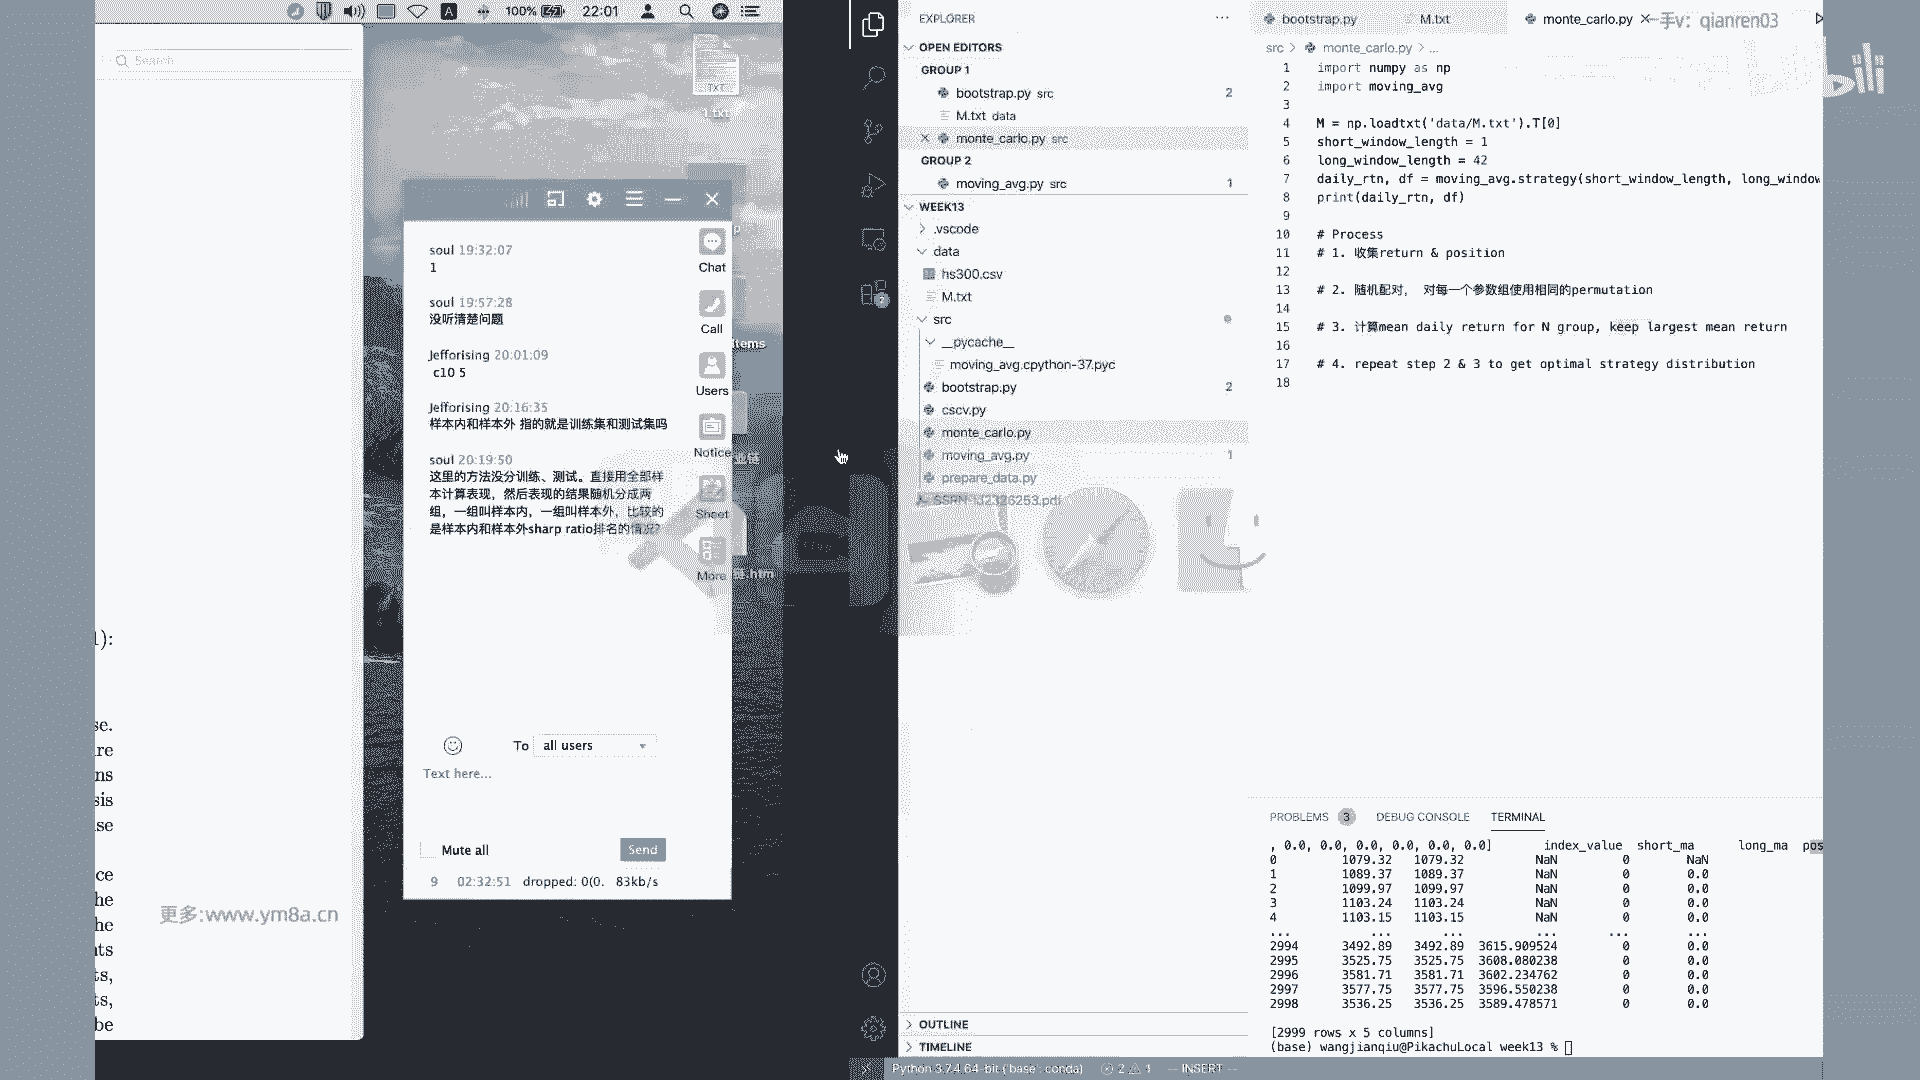 100%
22:01
Search
1.txt
soul 19:32:07
1
soul 19:57:28
没听清楚问题
Jefforising 20:01:09
c10 5
Jefforising 20:16:35
样本内和样本外 指的就是训练集和测试集吗
soul 20:19:50
这里的方法没分训练、测试。直接用全部样
本计算表现，然后表现的结果随机分成两
组，一组叫样本内，一组叫样本外，比较的
是样本内和样本外sharp ratio排名的情况?
Chat
Call
Users
Notice
Sheet
More
Items
.htm
To all users
Text here...
Mute all
Send
9 02:32:51 dropped: 0(0. 83kb/s
1):
se.
re
ns
sis
se
ce
he
he
nts
ts,
ts,
be
更多:www.ym8a.cn
EXPLORER
OPEN EDITORS
GROUP 1
bootstrap.py src 2
M.txt data
monte_carlo.py src
GROUP 2
moving_avg.py src 1
WEEK13
.vscode
data
hs300.csv
M.txt
src
__pycache__
moving_avg.cpython-37.pyc
bootstrap.py 2
cscv.py
monte_carlo.py
moving_avg.py 1
prepare_data.py
OUTLINE
TIMELINE
bootstrap.py
M.txt
monte_carlo.py
手v: qianren03
bili
src > monte_carlo.py > ...
1 import numpy as np
2 import moving_avg
3
4 M = np.loadtxt('data/M.txt').T[0]
5 short_window_length = 1
6 long_window_length = 42
7 daily_rtn, df = moving_avg.strategy(short_window_length, long_window
8 print(daily_rtn, df)
9
10 # Process
11 # 1. 收集return & position
12
13 # 2. 随机配对， 对每一个参数组使用相同的permutation
14
15 # 3. 计算mean daily return for N group, keep largest mean return
16
17 # 4. repeat step 2 & 3 to get optimal strategy distribution
18
PROBLEMS 3 DEBUG CONSOLE TERMINAL
, 0.0, 0.0, 0.0, 0.0, 0.0, 0.0] index_value short_ma long_ma pos
0 1079.32 1079.32 NaN 0 NaN
1 1089.37 1089.37 NaN 0 0.0
2 1099.97 1099.97 NaN 0 0.0
3 1103.24 1103.24 NaN 0 0.0
4 1103.15 1103.15 NaN 0 0.0
... ... ... ... ... ...
2994 3492.89 3492.89 3615.909524 0 0.0
2995 3525.75 3525.75 3608.080238 0 0.0
2996 3581.71 3581.71 3602.234762 0 0.0
2997 3577.75 3577.75 3596.550238 0 0.0
2998 3536.25 3536.25 3589.478571 0 0.0
[2999 rows x 5 columns]
(base) wangjianqiu@PikachuLocal week13 %
Python 3.7.4 64-bit ('base': conda) 2 1 -- INSERT --